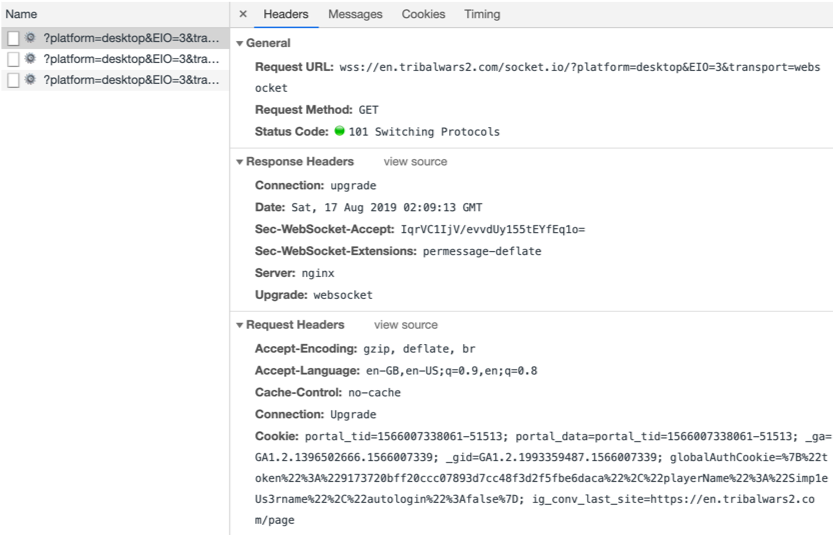 Name
× Headers Messages Cookies Timing
?platform=desktop&EIO=3&tra...
?platform=desktop&EIO=3&tra...
?platform=desktop&EIO=3&tra...
General
Request URL: wss://en.tribalwars2.com/socket.io/?platform=desktop&EIO=3&transport=webs
ocket
Request Method: GET
Status Code: 101 Switching Protocols
Response Headers view source
Connection: upgrade
Date: Sat, 17 Aug 2019 02:09:13 GMT
Sec-WebSocket-Accept: IqrVC1IjV/evvdUy155tEYfEq1o=
Sec-WebSocket-Extensions: permessage-deflate
Server: nginx
Upgrade: websocket
Request Headers view source
Accept-Encoding: gzip, deflate, br
Accept-Language: en-GB,en-US;q=0.9,en;q=0.8
Cache-Control: no-cache
Connection: Upgrade
Cookie: portal_tid=1566007338061-51513; portal_data=portal_tid=1566007338061-51513; _ga=
GA1.2.1396502666.1566007339; _gid=GA1.2.1993359487.1566007339; globalAuthCookie=%7B%22t
oken%22%3A%229173720bff20ccc07893d7cc48f3d2f5fbe6daca%22%2C%22playerName%22%3A%22Simp1e
Us3rname%22%2C%22autologin%22%3Afalse%7D; ig_conv_last_site=https://en.tribalwars2.co
m/page